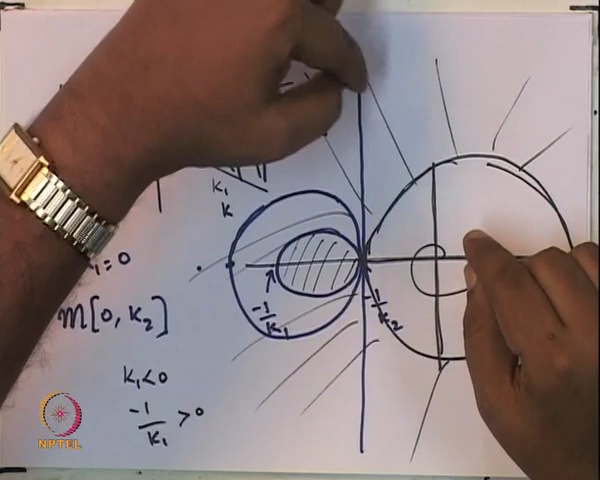 K₁
K
₁=0
m[0, K₂]
-1/K₁
-1/K₂
K₁<0
-1/K₁ >0
NPTEL